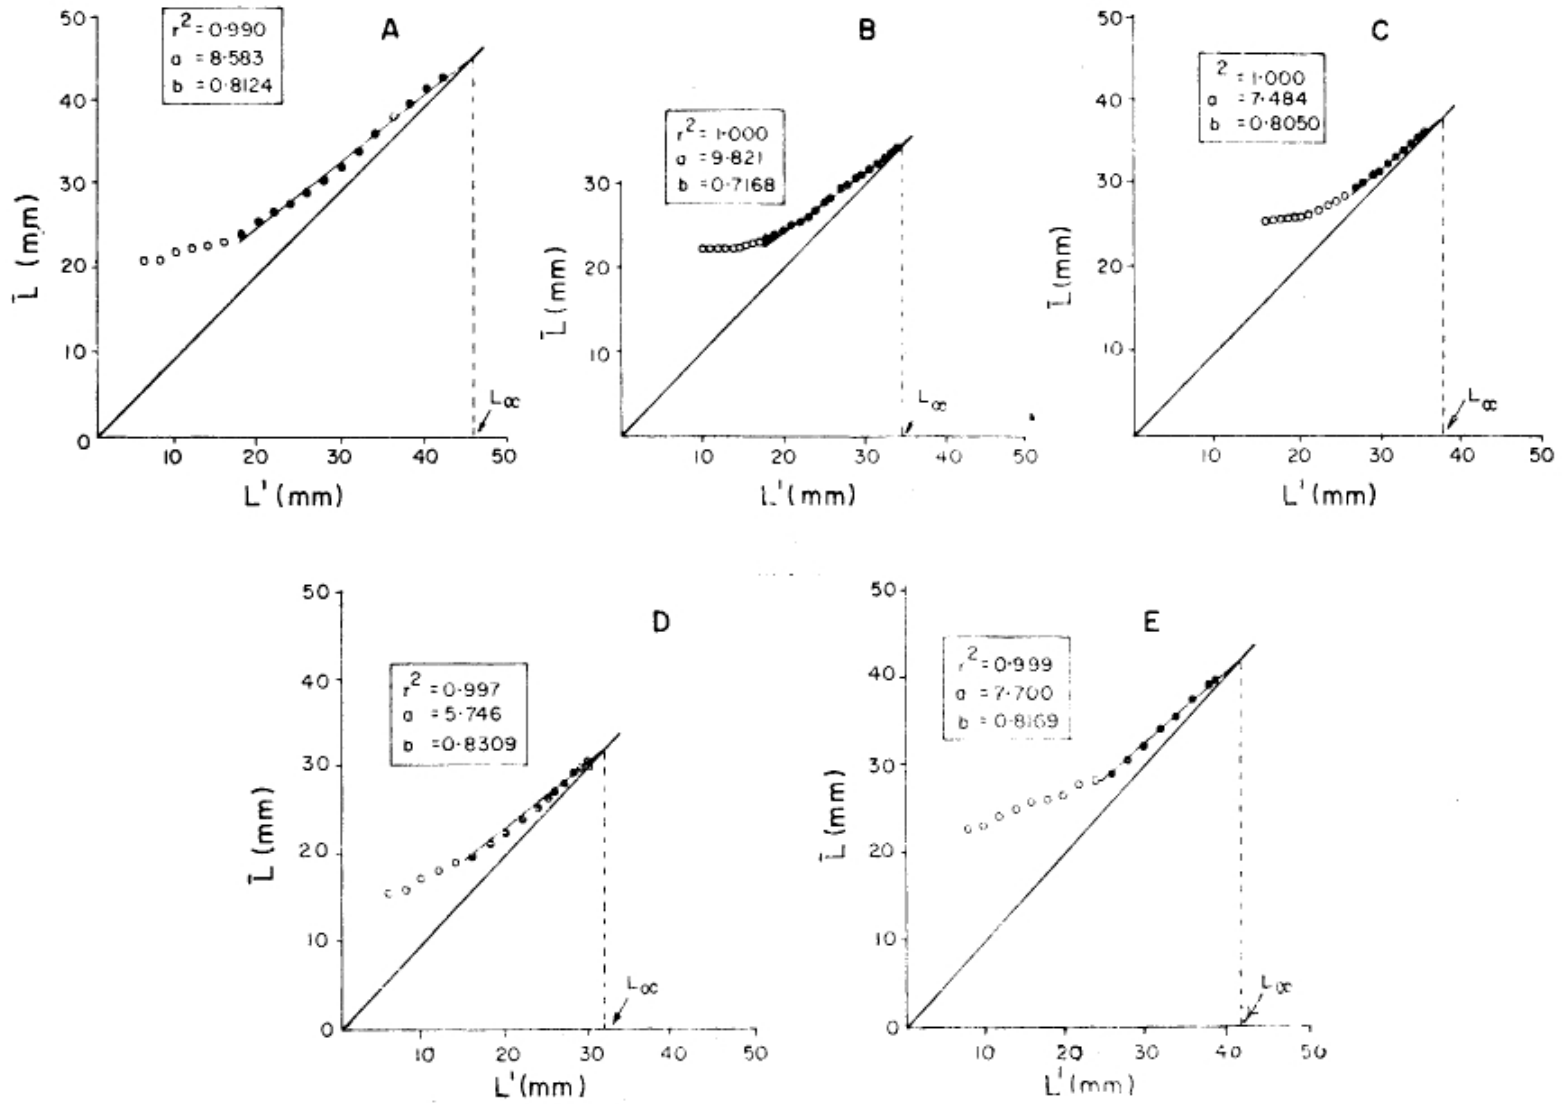 A
r² = 0·990
a = 8·583
b = 0·8124
50
40
30
20
10
0
L̄ (mm)
10 20 30 40 50
L' (mm)
L∝
B
r² = 1·000
a = 9·821
b = 0·7168
30
20
10
L̄ (mm)
10 20 30 40 50
L' (mm)
L∝
C
² = 1·000
a = 7·484
b = 0·8050
50
40
30
20
10
L̄ (mm)
10 20 30 40 50
L' (mm)
L∝
D
r² = 0·997
a = 5·746
b = 0·8309
50
40
30
20
10
0
L̄ (mm)
10 20 30 40 50
L' (mm)
L∝
E
r² = 0·999
a = 7·700
b = 0·8169
50
40
30
20
10
0
L̄ (mm)
10 20 30 40 50
L' (mm)
L∝